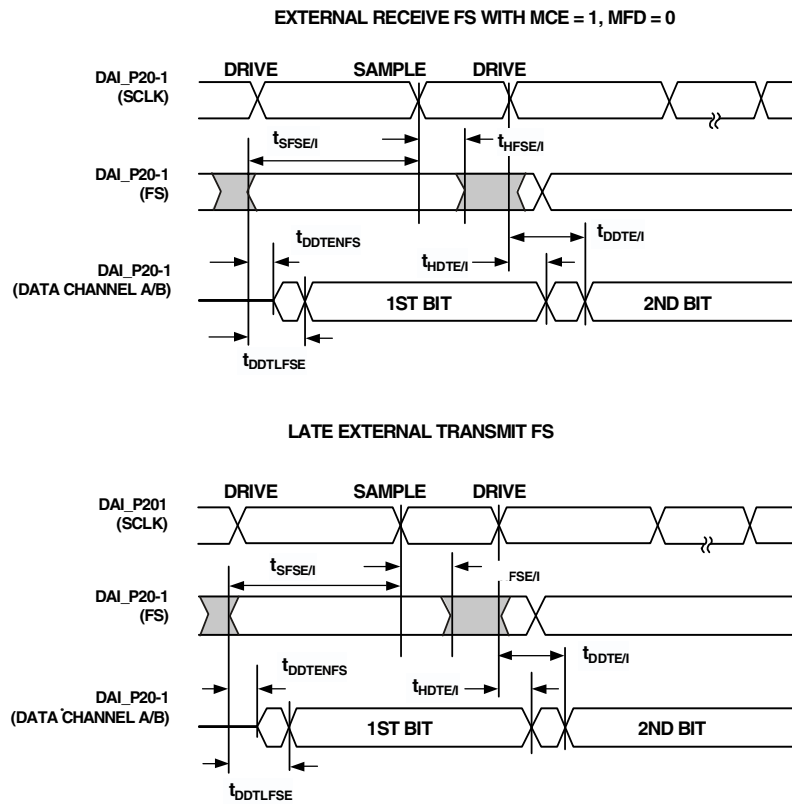 EXTERNAL RECEIVE FS WITH MCE = 1, MFD = 0
DAI_P20-1
(SCLK)
DRIVE SAMPLE DRIVE
tSFSE/I tHFSE/I
DAI_P20-1
(FS)
tDDTENFS tHDTE/I tDDTE/I
DAI_P20-1
(DATA CHANNEL A/B)
1ST BIT 2ND BIT
tDDTLFSE
LATE EXTERNAL TRANSMIT FS
DAI_P201
(SCLK)
DRIVE SAMPLE DRIVE
tSFSE/I FSE/I
DAI_P20-1
(FS)
tDDTENFS tHDTE/I tDDTE/I
DAI_P20-1
(DATA CHANNEL A/B)
1ST BIT 2ND BIT
tDDTLFSE